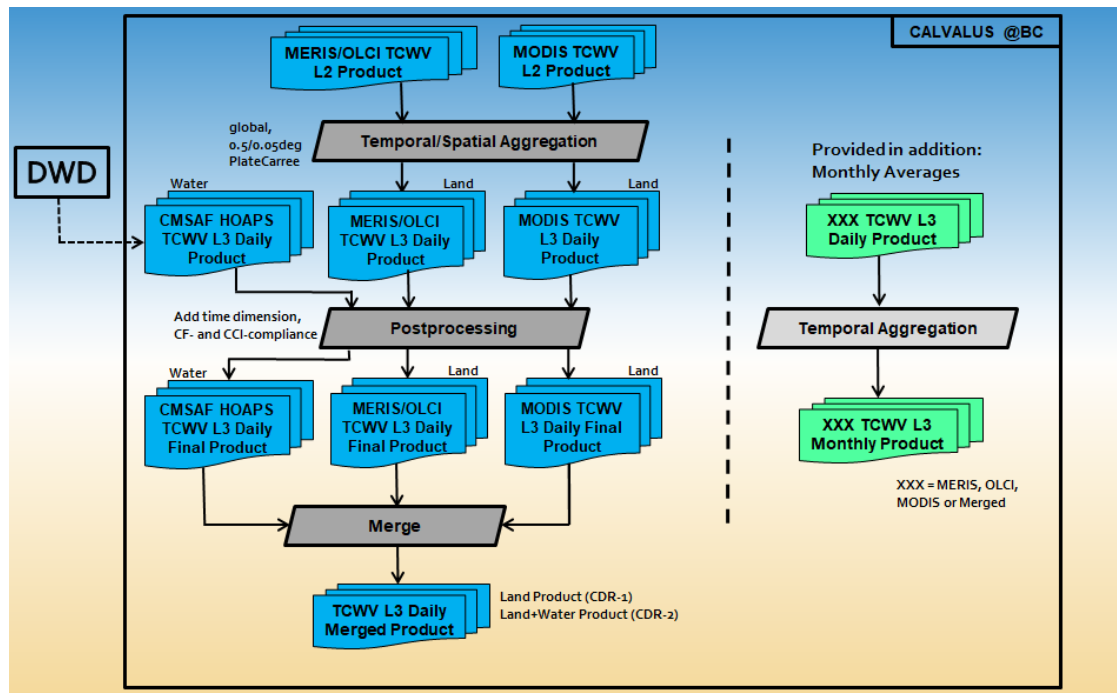 CALVALUS @BC
MERIS/OLCI TCWV
L2 Product
MODIS TCWV
L2 Product
global,
0.5/0.05deg
PlateCarree
Temporal/Spatial Aggregation
DWD
Water
CMSAF HOAPS
TCWV L3 Daily
Product
Land
MERIS/OLCI
TCWV L3 Daily
Product
Land
MODIS TCWV
L3 Daily
Product
Add time dimension,
CF- and CCI-compliance
Postprocessing
Water
CMSAF HOAPS
TCWV L3 Daily
Final Product
Land
MERIS/OLCI
TCWV L3 Daily
Final Product
Land
MODIS TCWV
L3 Daily Final
Product
Merge
TCWV L3 Daily
Merged Product
Land Product (CDR-1)
Land+Water Product (CDR-2)
Provided in addition:
Monthly Averages
XXX TCWV L3
Daily Product
Temporal Aggregation
XXX TCWV L3
Monthly Product
XXX = MERIS, OLCI,
MODIS or Merged